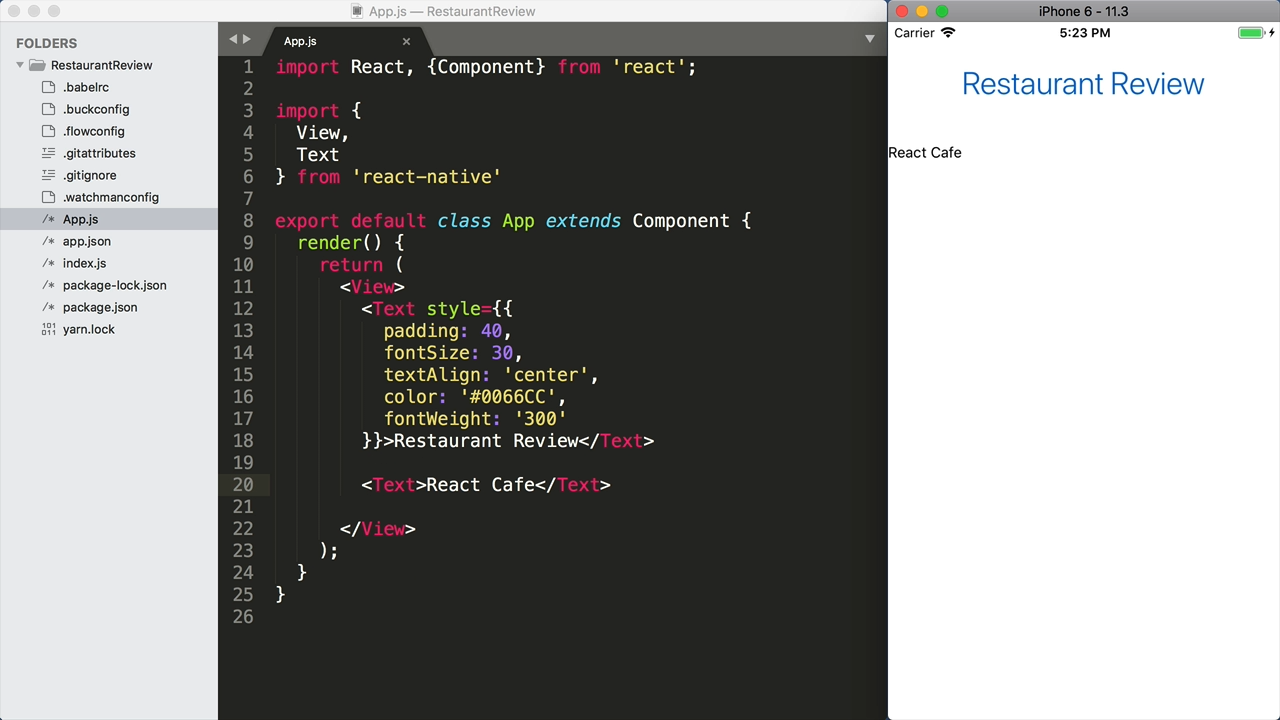 App.js — RestaurantReview
FOLDERS
RestaurantReview
.babelrc
.buckconfig
.flowconfig
.gitattributes
.gitignore
.watchmanconfig
/* App.js
/* app.json
/* index.js
/* package-lock.json
/* package.json
yarn.lock
App.js ×
1 import React, {Component} from 'react';
2
3 import {
4   View,
5   Text
6 } from 'react-native'
7
8 export default class App extends Component {
9   render() {
10     return (
11       <View>
12         <Text style={{
13           padding: 40,
14           fontSize: 30,
15           textAlign: 'center',
16           color: '#0066CC',
17           fontWeight: '300'
18         }}>Restaurant Review</Text>
19
20         <Text>React Cafe</Text>
21
22       </View>
23     );
24   }
25 }
26
iPhone 6 - 11.3
Carrier 5:23 PM
Restaurant Review
React Cafe